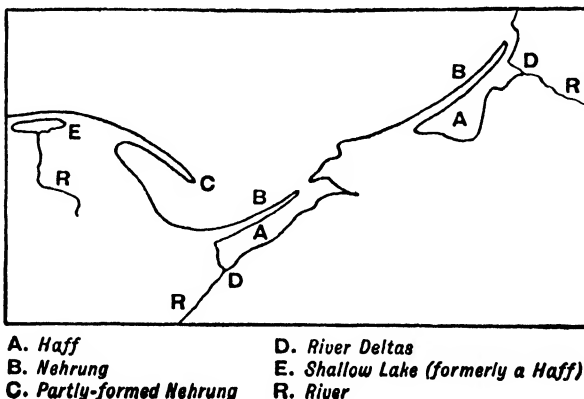 B
D
R
A
E
R
C
B
A
D
R
A. Haff
B. Nehrung
C. Partly-formed Nehrung
D. River Deltas
E. Shallow Lake (formerly a Haff)
R. River